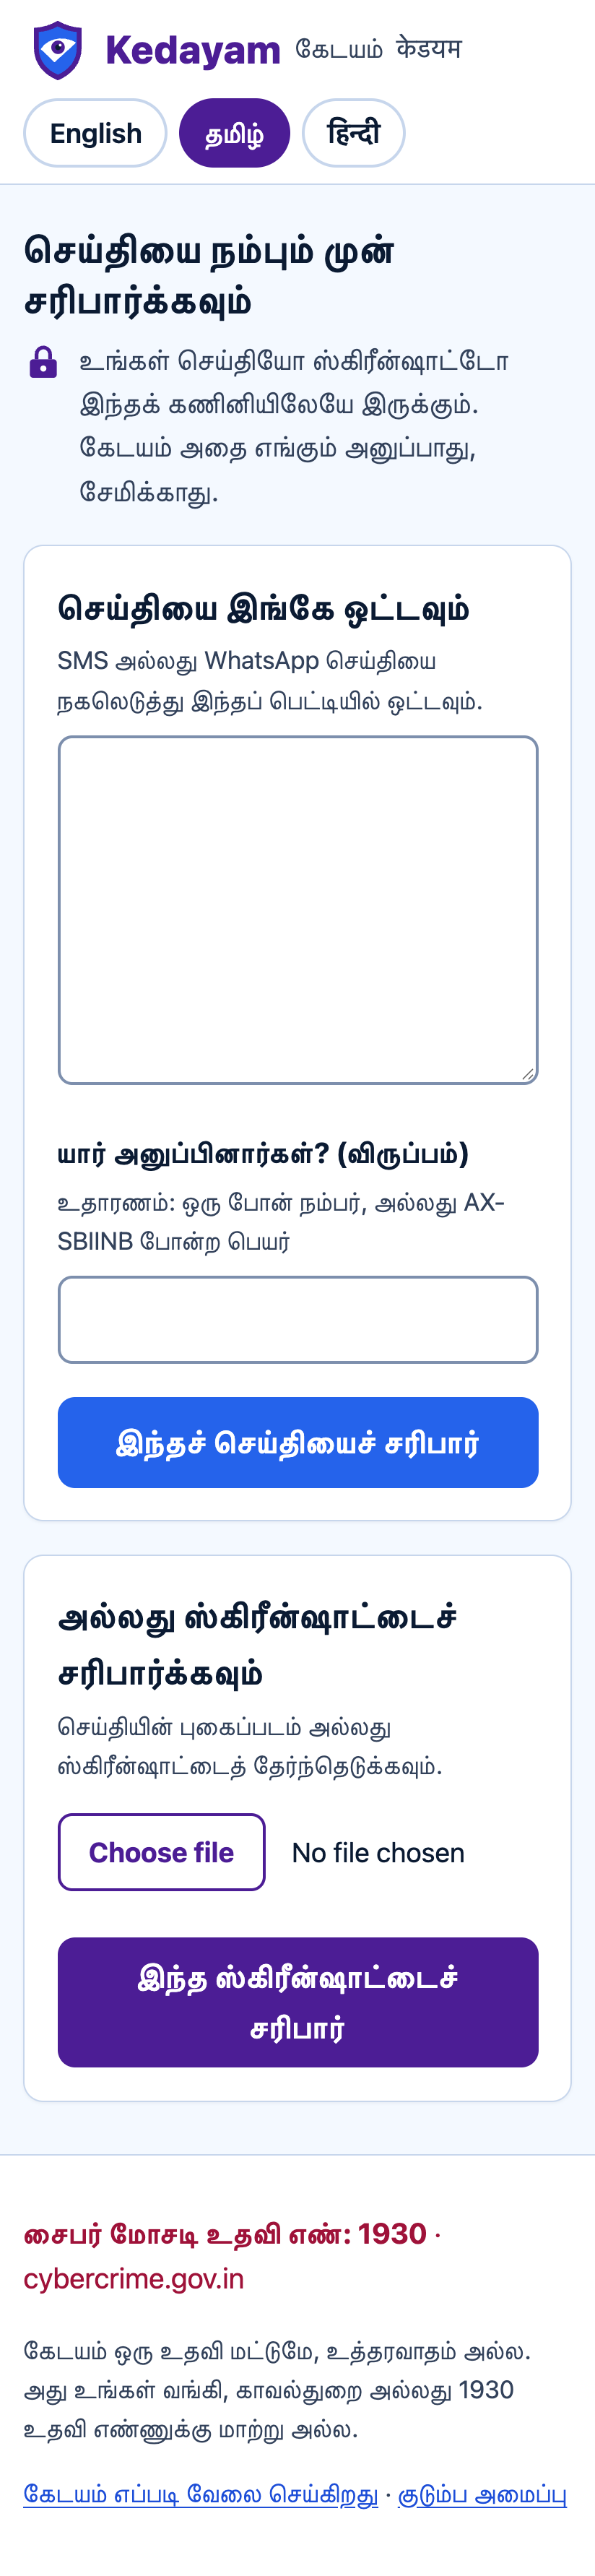 Kedayam கேடயம் केडयम
English தமிழ் हिन्दी
செய்தியை நம்பும் முன்
சரிபார்க்கவும்
உங்கள் செய்தியோ ஸ்கிரீன்ஷாட்டோ
இந்தக் கணினியிலேயே இருக்கும்.
கேடயம் அதை எங்கும் அனுப்பாது,
சேமிக்காது.
செய்தியை இங்கே ஒட்டவும்
SMS அல்லது WhatsApp செய்தியை
நகலெடுத்து இந்தப் பெட்டியில் ஒட்டவும்.
யார் அனுப்பினார்கள்? (விருப்பம்)
உதாரணம்: ஒரு போன் நம்பர், அல்லது AX-
SBIINB போன்ற பெயர்
இந்தச் செய்தியைச் சரிபார்
அல்லது ஸ்கிரீன்ஷாட்டைச்
சரிபார்க்கவும்
செய்தியின் புகைப்படம் அல்லது
ஸ்கிரீன்ஷாட்டைத் தேர்ந்தெடுக்கவும்.
Choose file No file chosen
இந்த ஸ்கிரீன்ஷாட்டைச்
சரிபார்
சைபர் மோசடி உதவி எண்: 1930 ·
cybercrime.gov.in
கேடயம் ஒரு உதவி மட்டுமே, உத்தரவாதம் அல்ல.
அது உங்கள் வங்கி, காவல்துறை அல்லது 1930
உதவி எண்ணுக்கு மாற்று அல்ல.
கேடயம் எப்படி வேலை செய்கிறது · குடும்ப அமைப்பு